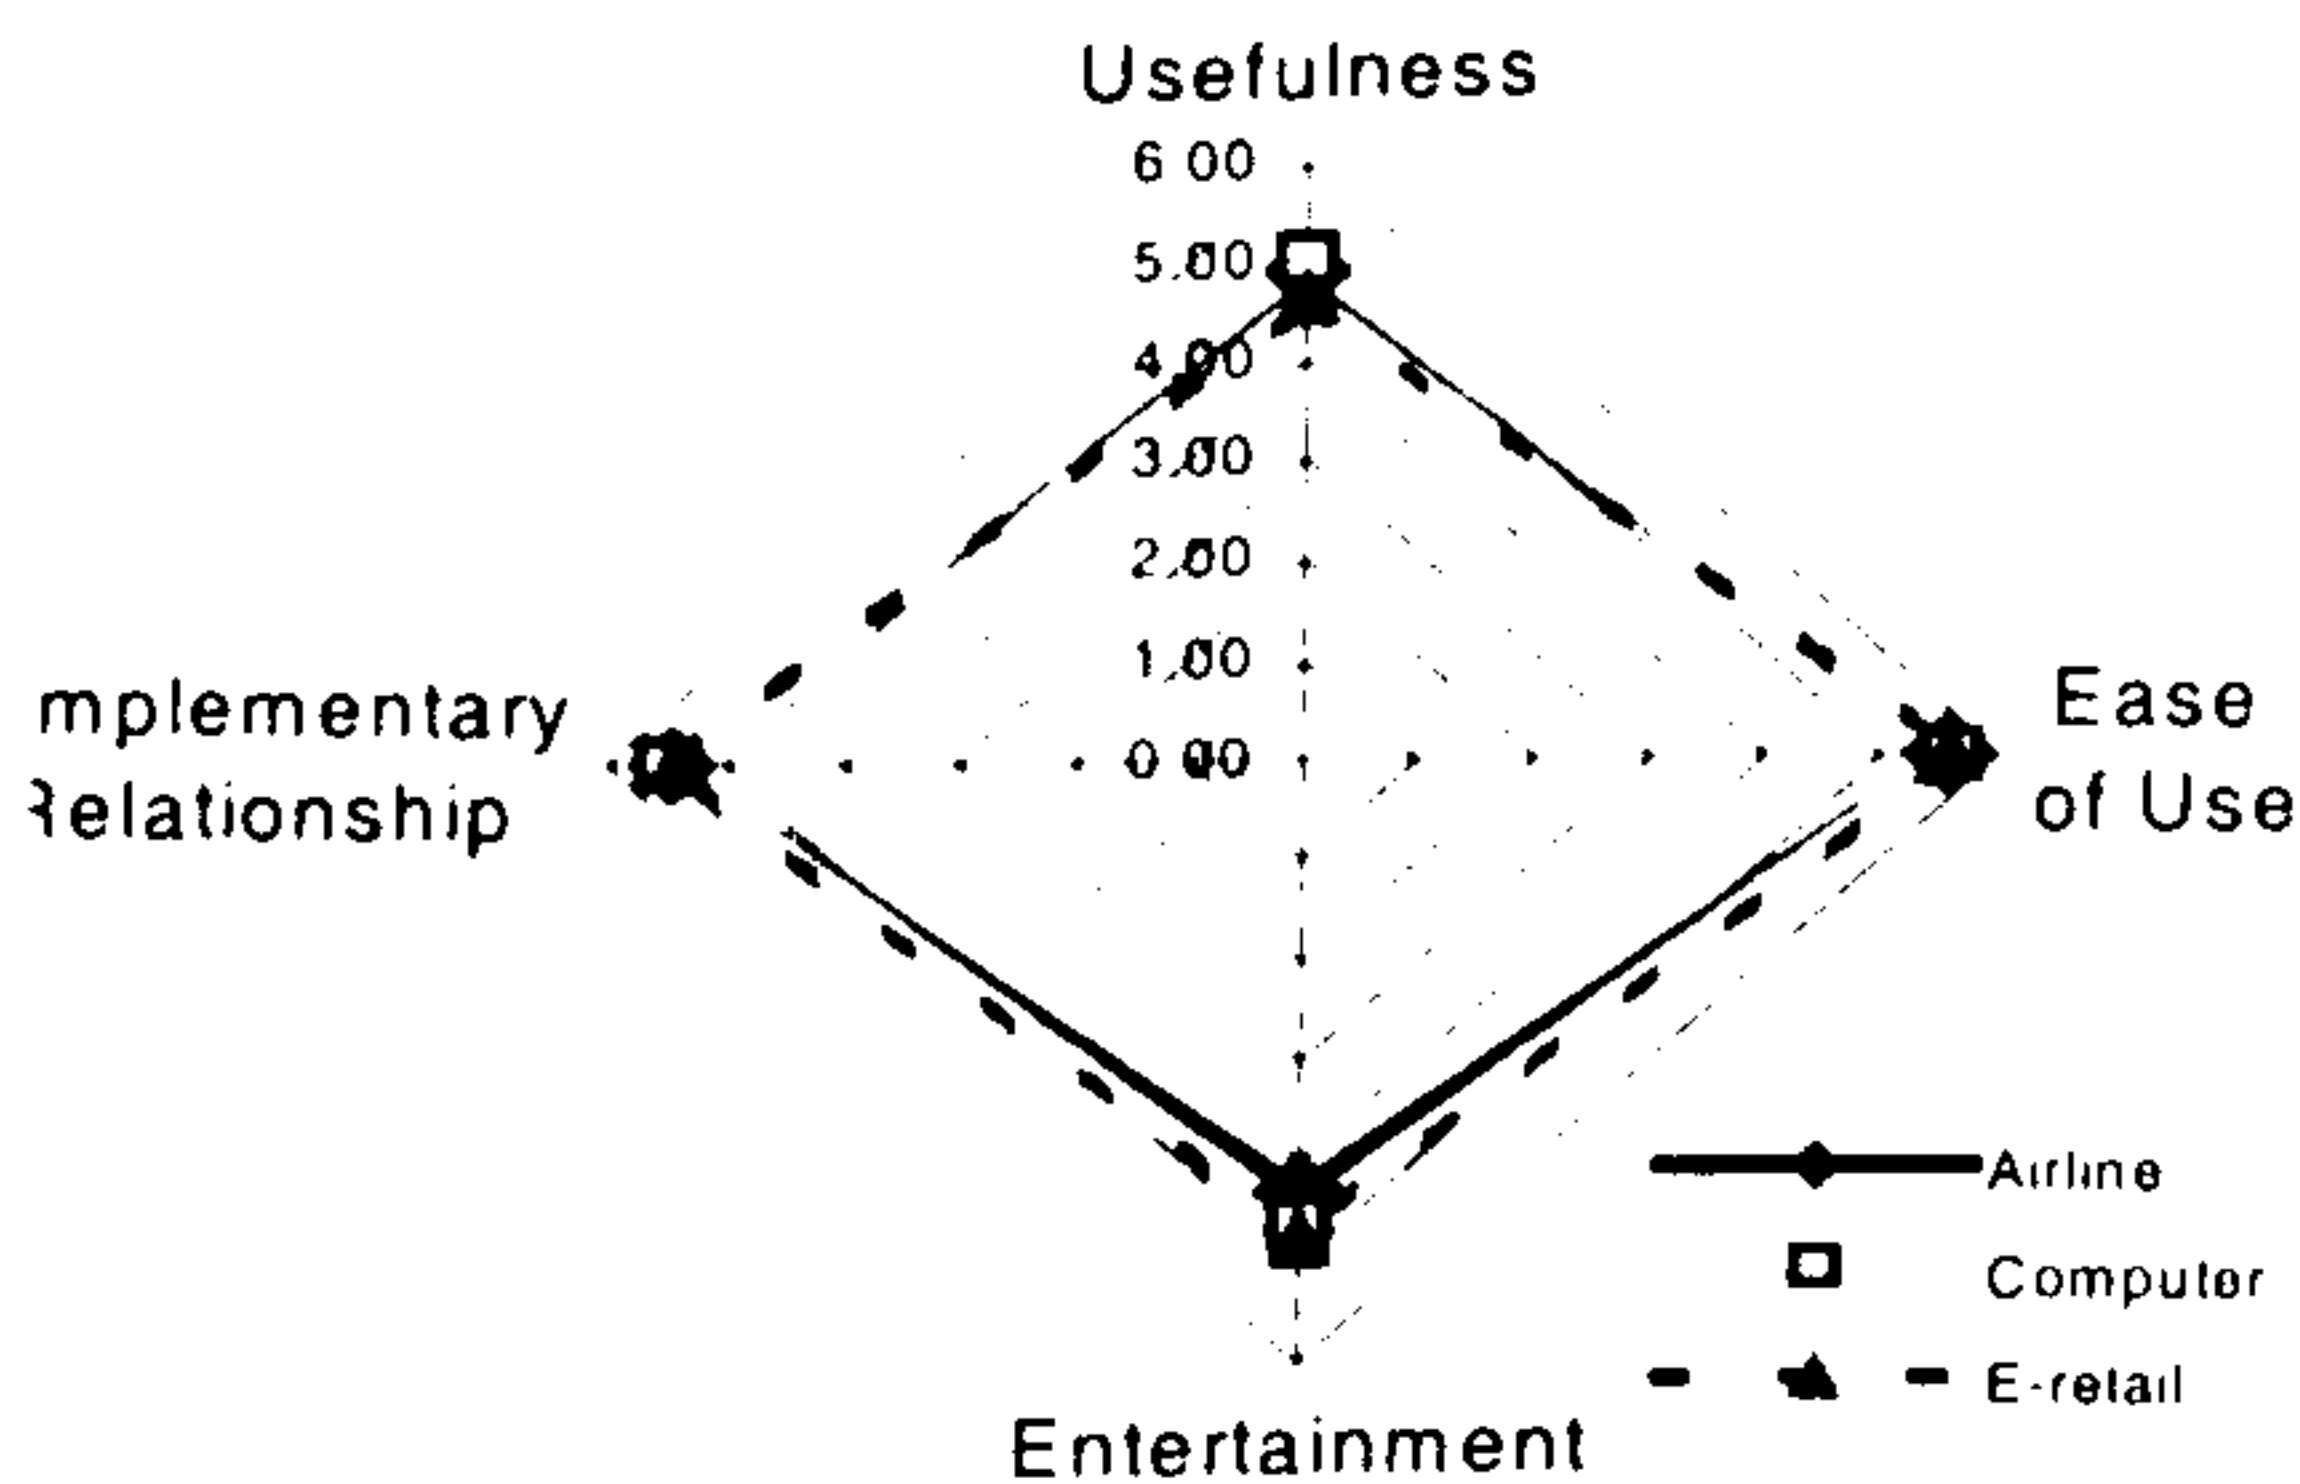 Usefulness
6 00
5,00
4 00
3,00
2,00
1,00
0 00
mplementary
Relationship
Ease
of Use
Airline
Computer
E-retail
Entertainment